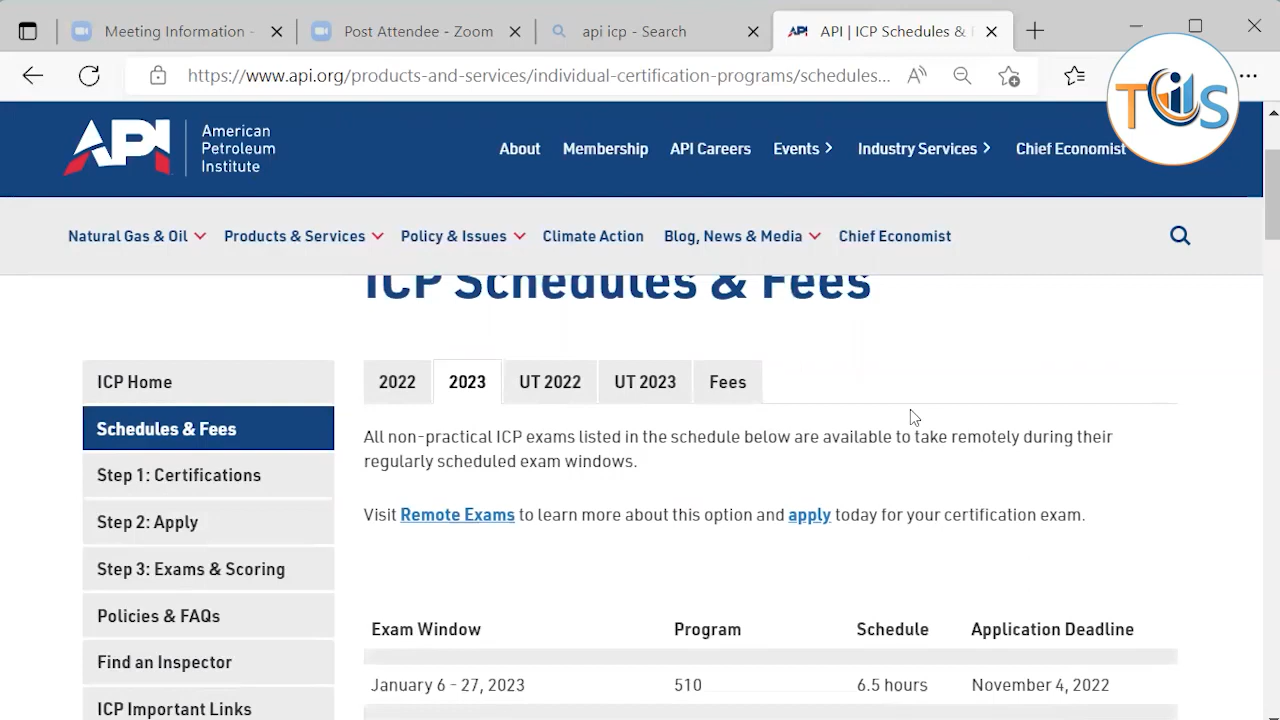 Meeting Information -
Post Attendee - Zoom
api icp - Search
API | ICP Schedules &
https://www.api.org/products-and-services/individual-certification-programs/schedules...
TCIS
API
American
Petroleum
Institute
About
Membership
API Careers
Events
Industry Services
Chief Economist
Natural Gas & Oil
Products & Services
Policy & Issues
Climate Action
Blog, News & Media
Chief Economist
ICP Schedules & Fees
ICP Home
Schedules & Fees
Step 1: Certifications
Step 2: Apply
Step 3: Exams & Scoring
Policies & FAQs
Find an Inspector
ICP Important Links
2022
2023
UT 2022
UT 2023
Fees
All non-practical ICP exams listed in the schedule below are available to take remotely during their
regularly scheduled exam windows.
Visit Remote Exams to learn more about this option and apply today for your certification exam.
Exam Window Program Schedule Application Deadline
January 6 - 27, 2023 510 6.5 hours November 4, 2022